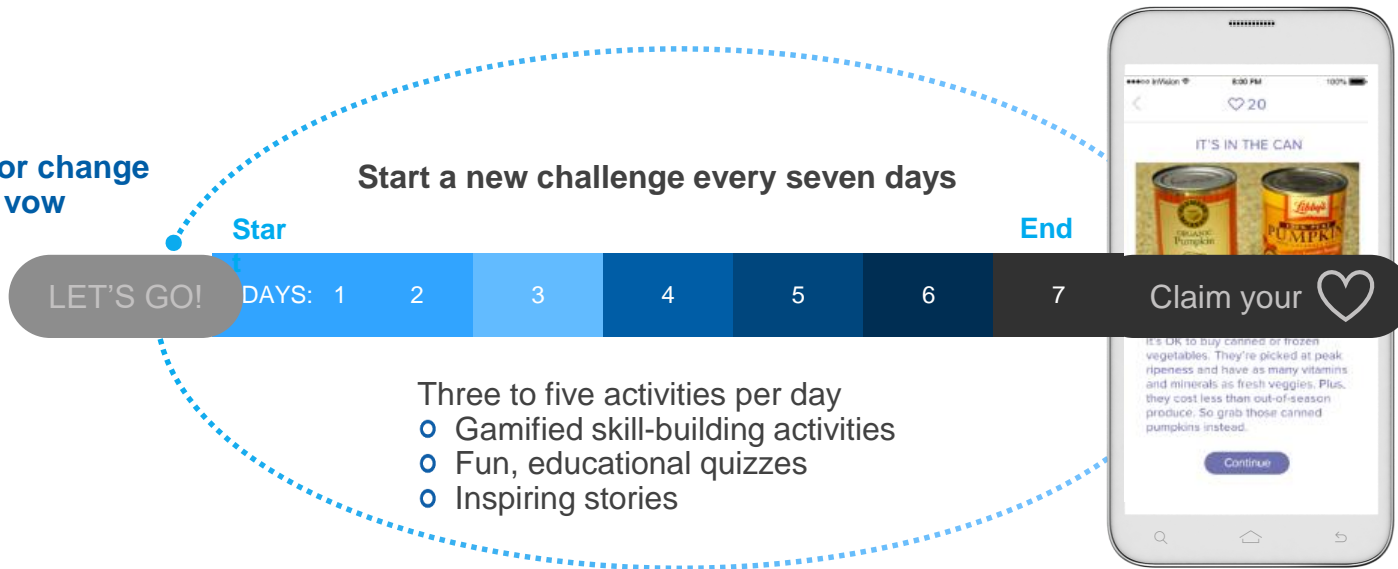 or change
vow
Start a new challenge every seven days
Star
t
End
LET'S GO!
DAYS: 1 2 3 4 5 6 7
Claim your
Three to five activities per day
Gamified skill-building activities
Fun, educational quizzes
Inspiring stories
InVision
8:00 PM
100%
20
IT'S IN THE CAN
ORGANIC
Pumpkin
Libby's
100% PURE
PUMPKIN
It's OK to buy canned or frozen
vegetables. They're picked at peak
ripeness and have as many vitamins
and minerals as fresh veggies. Plus,
they cost less than out-of-season
produce. So grab those canned
pumpkins instead.
Continue